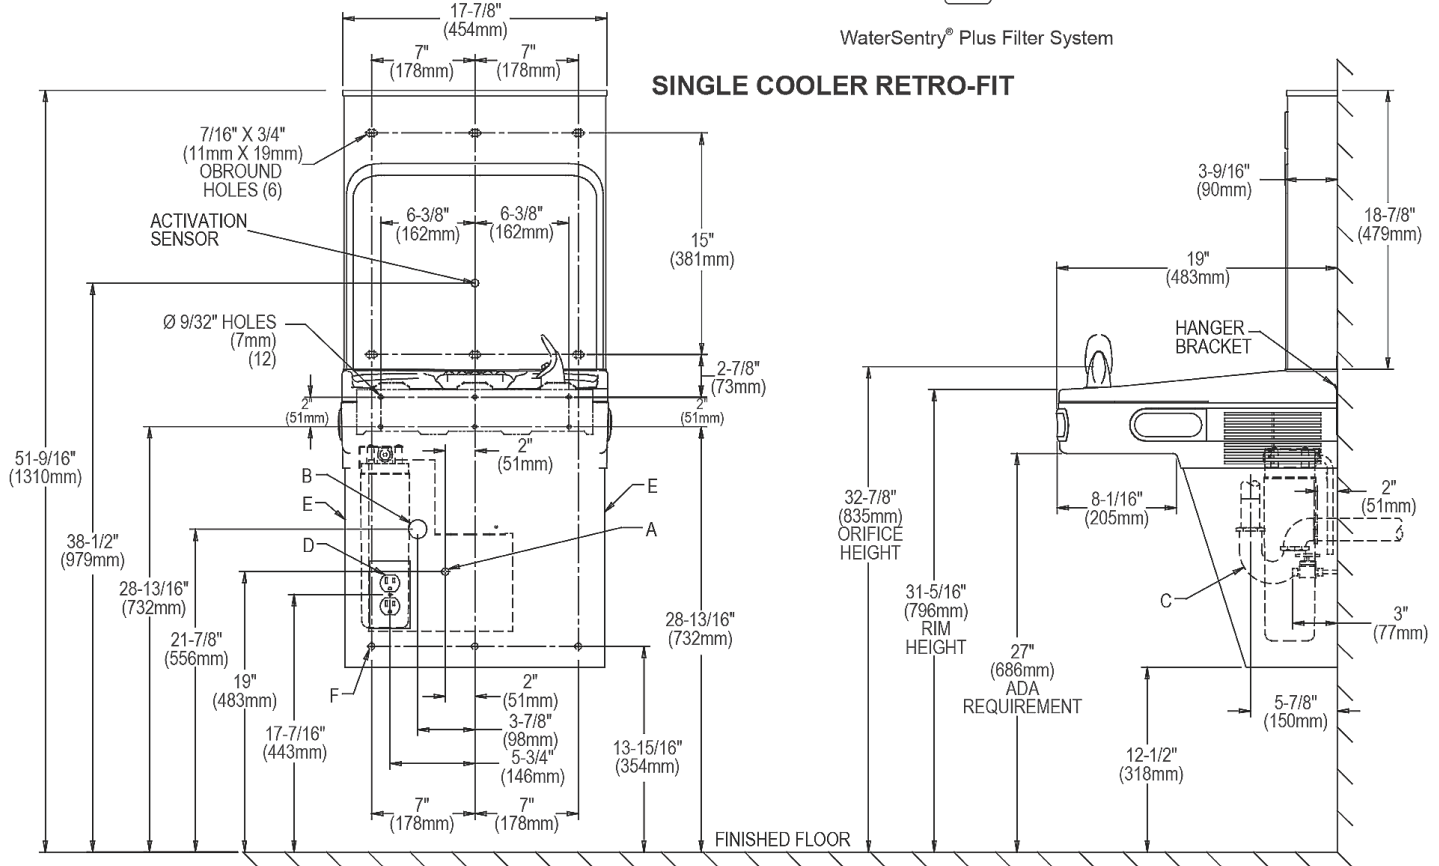 WaterSentry® Plus Filter System
SINGLE COOLER RETRO-FIT
17-7/8"
(454mm)
7"
(178mm)
7"
(178mm)
7/16" X 3/4"
(11mm X 19mm)
OBROUND
HOLES (6)
ACTIVATION
SENSOR
6-3/8"
(162mm)
6-3/8"
(162mm)
15"
(381mm)
Ø 9/32" HOLES
(7mm)
(12)
2-7/8"
(73mm)
2"
(51mm)
2"
(51mm)
2"
(51mm)
51-9/16"
(1310mm)
38-1/2"
(979mm)
28-13/16"
(732mm)
21-7/8"
(556mm)
19"
(483mm)
17-7/16"
(443mm)
B
E
D
E
A
F
28-13/16"
(732mm)
2"
(51mm)
3-7/8"
(98mm)
5-3/4"
(146mm)
13-15/16"
(354mm)
7"
(178mm)
7"
(178mm)
FINISHED FLOOR
3-9/16"
(90mm)
18-7/8"
(479mm)
19"
(483mm)
HANGER
BRACKET
32-7/8"
(835mm)
ORIFICE
HEIGHT
8-1/16"
(205mm)
2"
(51mm)
31-5/16"
(796mm)
RIM
HEIGHT
C
3"
(77mm)
27"
(686mm)
ADA
REQUIREMENT
5-7/8"
(150mm)
12-1/2"
(318mm)